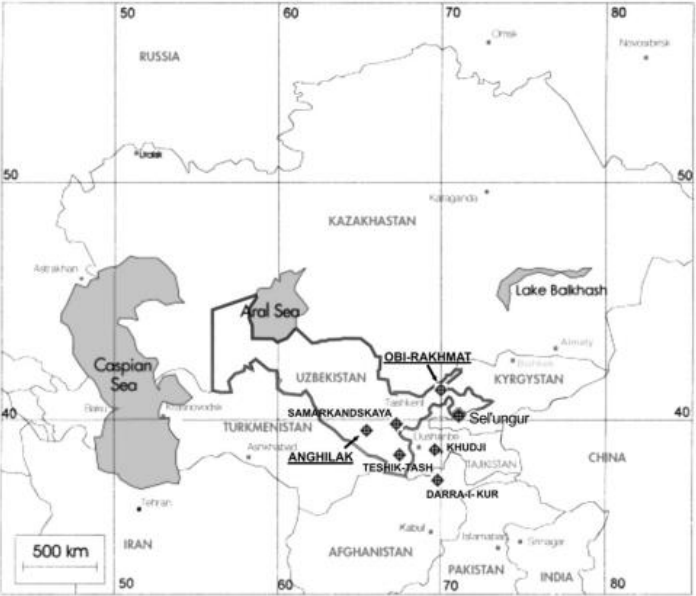 50
60
70
80
Omsk
RUSSIA
Novosibirsk
Uralsk
50
50
Karaganda
KAZAKHSTAN
Astrakhan
Aral Sea
Lake Balkhash
Almaty
Caspian
Sea
OBI-RAKHMAT
Bishkek
UZBEKISTAN
KYRGYSTAN
Tashkent
Baku
Krasnovodsk
SAMARKANDSKAYA
Sel'ungur
40
40
TURKMENISTAN
Dushanbe
KHUDJI
ANGHILAK
Ashkhabad
TESHIK-TASH
TAJIKISTAN
CHINA
DARRA-I-KUR
Tehran
Kabul
Islamabad
Srinagar
500 km
IRAN
AFGHANISTAN
PAKISTAN
INDIA
50
60
70
80